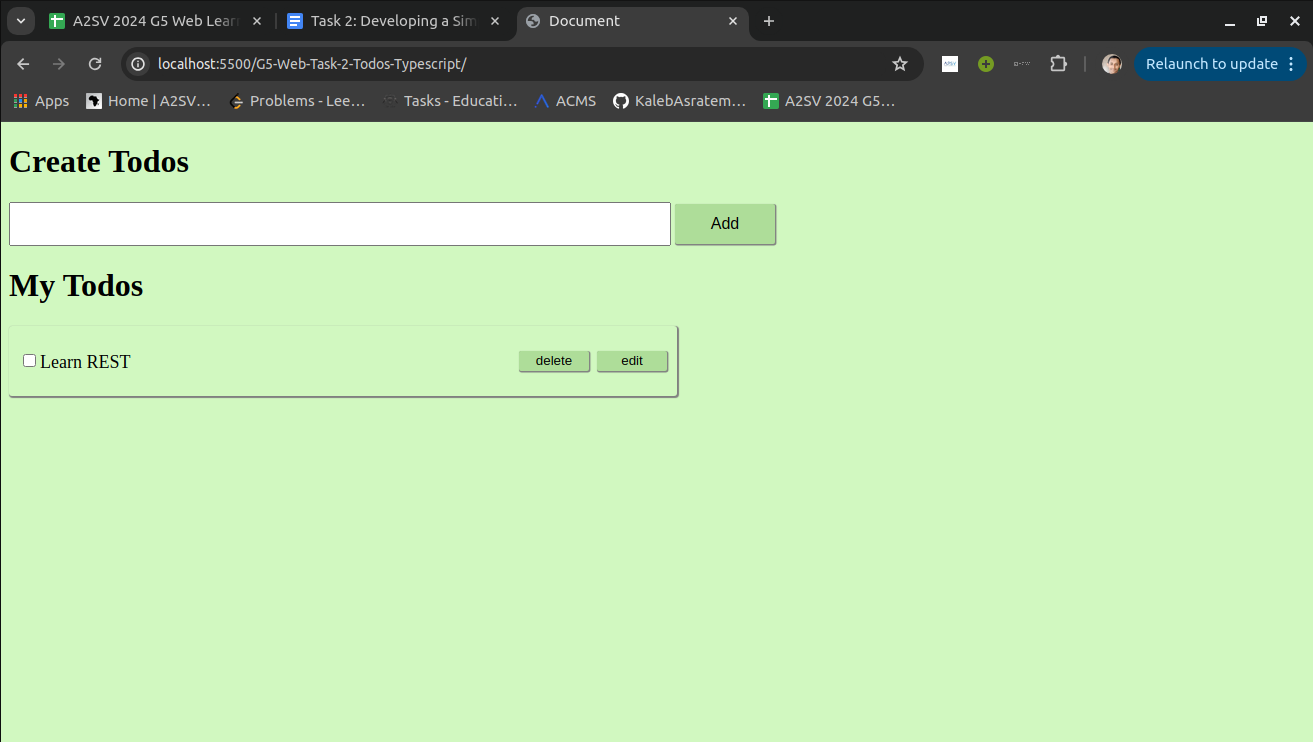 A2SV 2024 G5 Web Lear
Task 2: Developing a Sim
Document
localhost:5500/G5-Web-Task-2-Todos-Typescript/
Relaunch to update
Apps
Home | A2SV…
Problems - Lee…
Tasks - Educati…
ACMS
KalebAsratem…
A2SV 2024 G5…
Create Todos
Add
My Todos
Learn REST
delete
edit